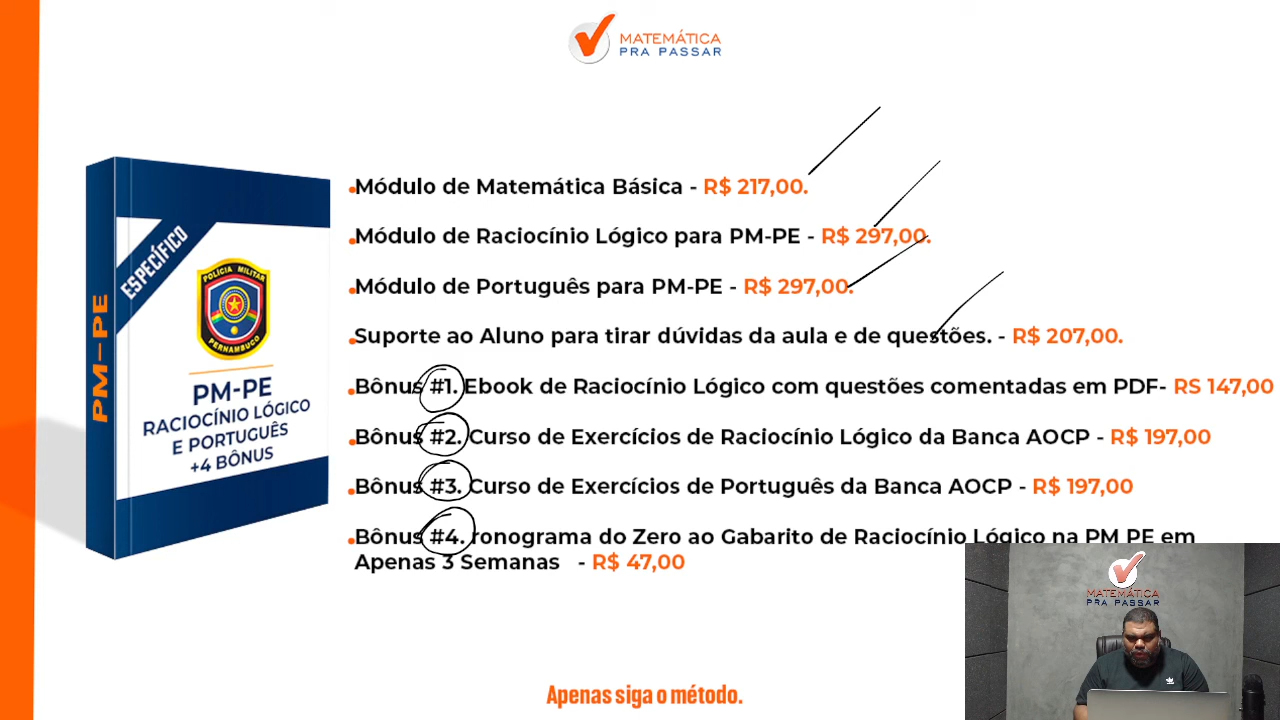 MATEMÁTICA
PRA PASSAR
ESPECÍFICO
POLÍCIA MILITAR
PERNAMBUCO
PM-PE
PM-PE
RACIOCÍNIO LÓGICO
E PORTUGUÊS
+4 BÔNUS
•Módulo de Matemática Básica - R$ 217,00.
•Módulo de Raciocínio Lógico para PM-PE - R$ 297,00.
•Módulo de Português para PM-PE - R$ 297,00.
•Suporte ao Aluno para tirar dúvidas da aula e de questões. - R$ 207,00.
•Bônus #1. Ebook de Raciocínio Lógico com questões comentadas em PDF- RS 147,00
•Bônus #2. Curso de Exercícios de Raciocínio Lógico da Banca AOCP - R$ 197,00
•Bônus #3. Curso de Exercícios de Português da Banca AOCP - R$ 197,00
•Bônus #4. ronograma do Zero ao Gabarito de Raciocínio Lógico na PM PE em
Apenas 3 Semanas - R$ 47,00
MATEMÁTICA
PRA PASSAR
Apenas siga o método.